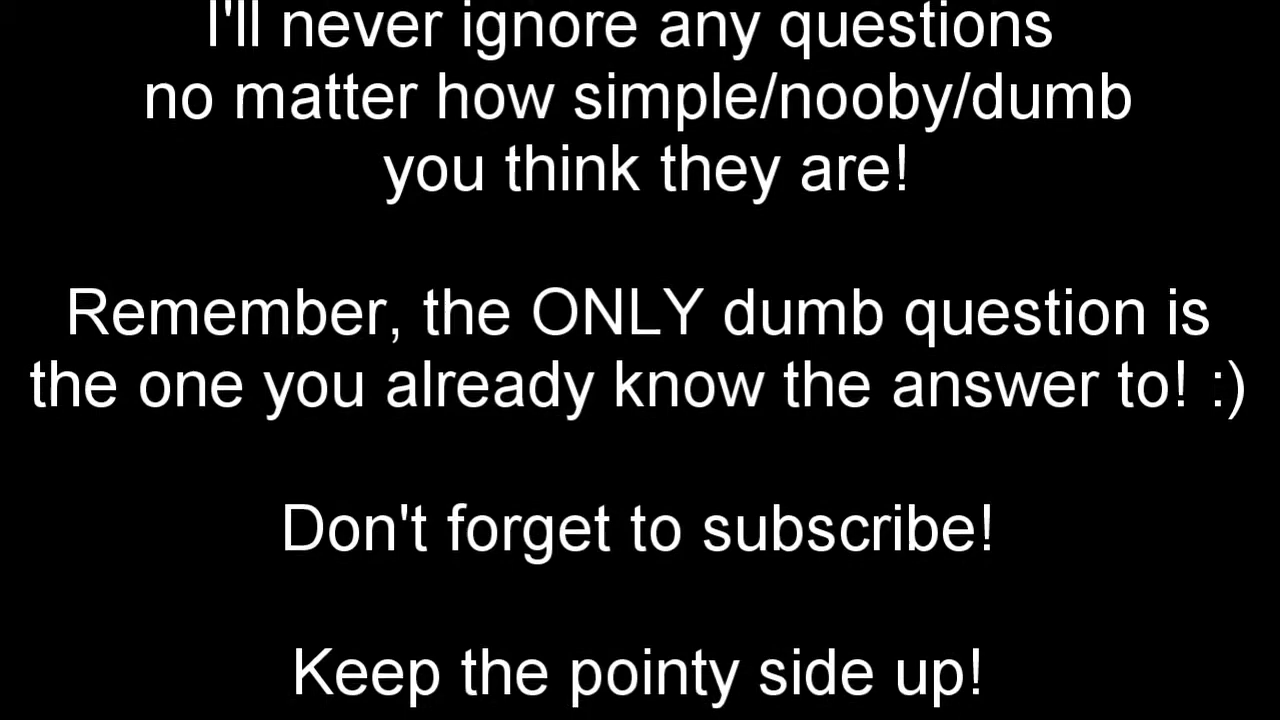 I'll never ignore any questions
no matter how simple/nooby/dumb
you think they are!
Remember, the ONLY dumb question is
the one you already know the answer to! :)
Don't forget to subscribe!
Keep the pointy side up!